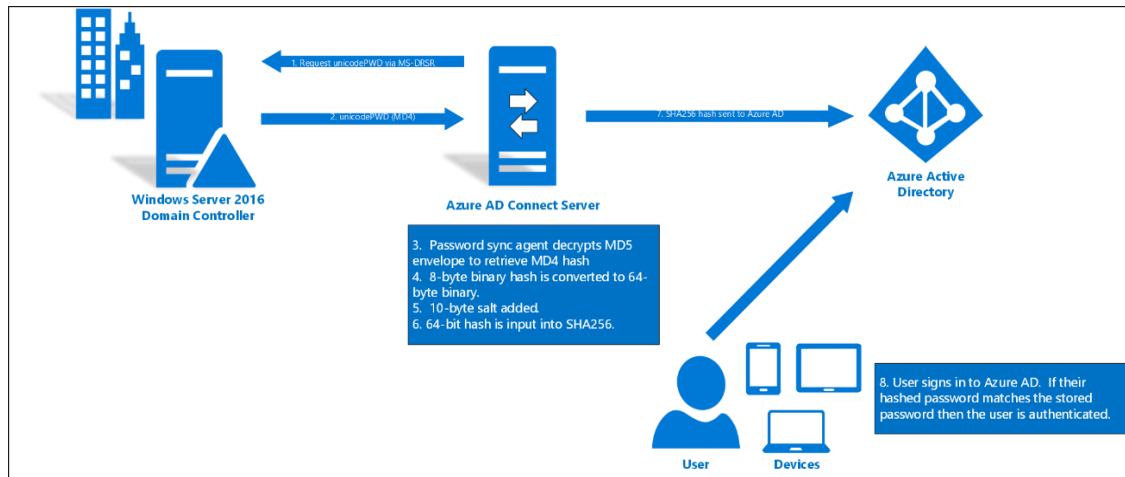 1. Request unicodePWD via MS-DRSR
2. unicodePWD (MD4)
7. SHA256 hash sent to Azure AD
Windows Server 2016
Domain Controller
Azure AD Connect Server
Azure Active
Directory
3.  Password sync agent decrypts MD5
envelope to retrieve MD4 hash
4.  8-byte binary hash is converted to 64-
byte binary.
5.  10-byte salt added.
6. 64-bit hash is input into SHA256.
8. User signs in to Azure AD.  If their
hashed password matches the stored
password then the user is authenticated.
User
Devices